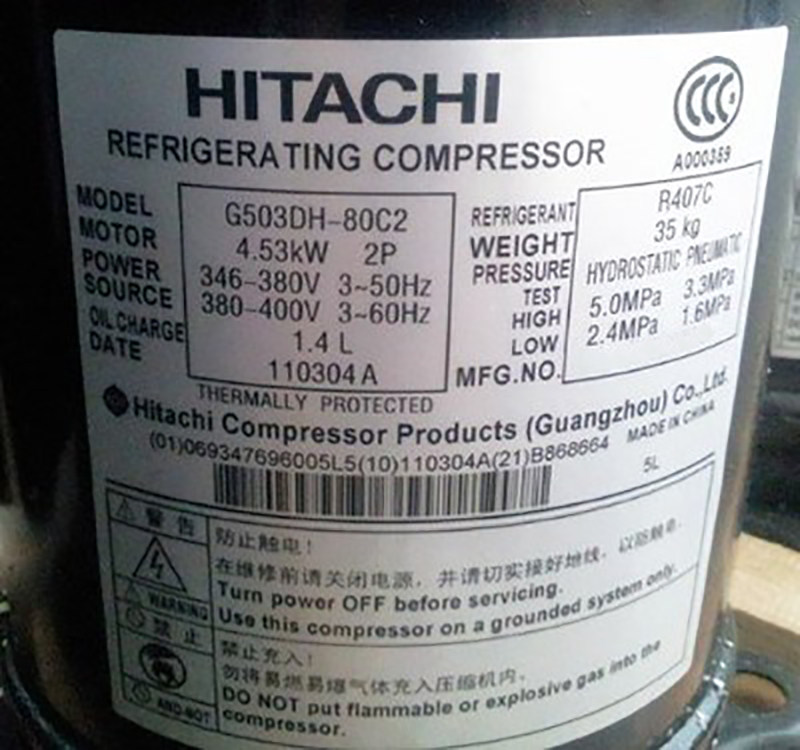 HITACHI
REFRIGERATING COMPRESSOR
A000359
MODEL G503DH-80C2
MOTOR 4.53kW 2P
POWER SOURCE 346-380V 3~50Hz
380-400V 3~60Hz
OIL CHARGE 1.4 L
DATE 110304A
REFRIGERANT R407C
WEIGHT 35 kg
PRESSURE HYDROSTATIC PNEUMATIC
TEST
HIGH 5.0MPa 3.3MPa
LOW 2.4MPa 1.6MPa
MFG.NO.
THERMALLY PROTECTED
Hitachi Compressor Products (Guangzhou) Co.,Ltd.
(01)069347696005L5(10)110304A(21)B868664
MADE IN CHINA
5L
警告
WARNING
防止触电!
在维修前请关闭电源，并请切实接好地线，以防触电.
Turn power OFF before servicing.
Use this compressor on a grounded system only.
禁止
禁止充入!
勿将易燃易爆气体充入压缩机内.
DO NOT put flammable or explosive gas into the
compressor.